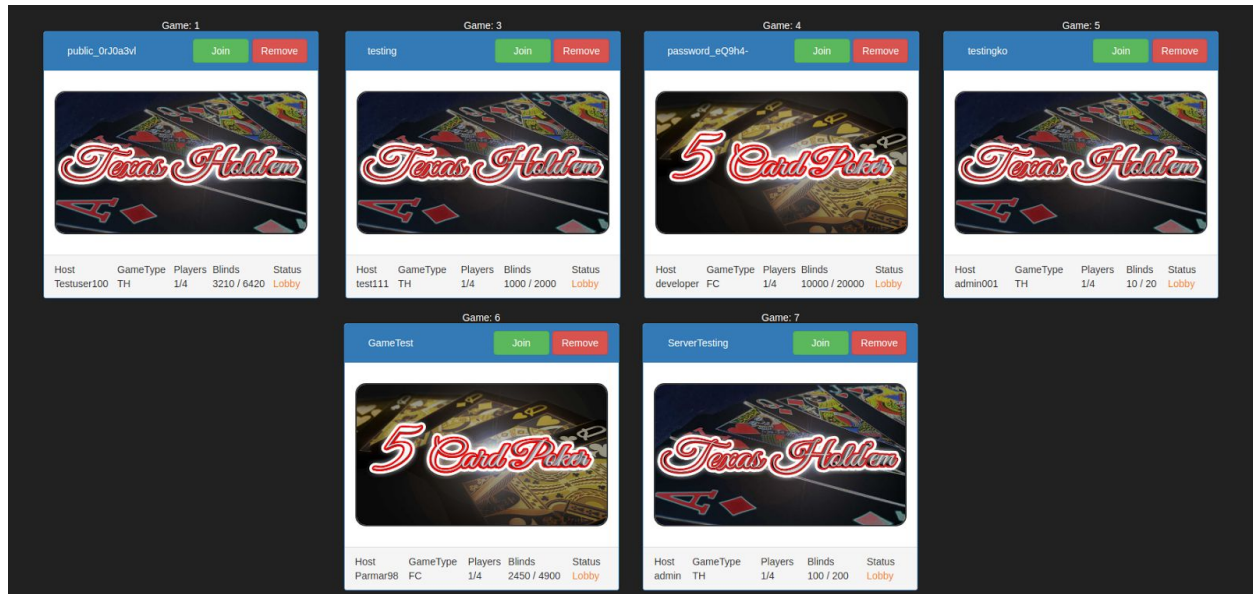 Game: 1
public_0rJ0a3vl Join Remove
Texas Hold'em
Host GameType Players Blinds Status
Testuser100 TH 1/4 3210 / 6420 Lobby
Game: 3
testing Join Remove
Texas Hold'em
Host GameType Players Blinds Status
test111 TH 1/4 1000 / 2000 Lobby
Game: 4
password_eQ9h4- Join Remove
5 Card Poker
Host GameType Players Blinds Status
developer FC 1/4 10000 / 20000 Lobby
Game: 5
testingko Join Remove
Texas Hold'em
Host GameType Players Blinds Status
admin001 TH 1/4 10 / 20 Lobby
Game: 6
GameTest Join Remove
5 Card Poker
Host GameType Players Blinds Status
Parmar98 FC 1/4 2450 / 4900 Lobby
Game: 7
ServerTesting Join Remove
Texas Hold'em
Host GameType Players Blinds Status
admin TH 1/4 100 / 200 Lobby